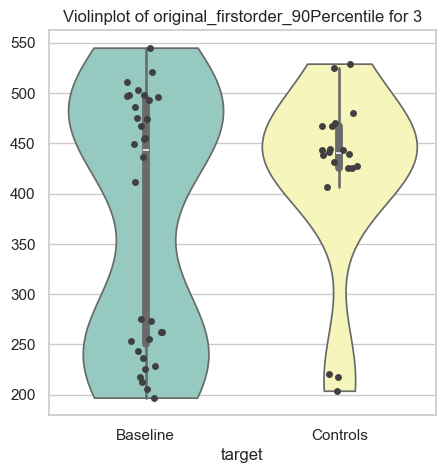 Violinplot of original_firstorder_90Percentile for 3
550
500
450
400
350
300
250
200
Baseline
Controls
target